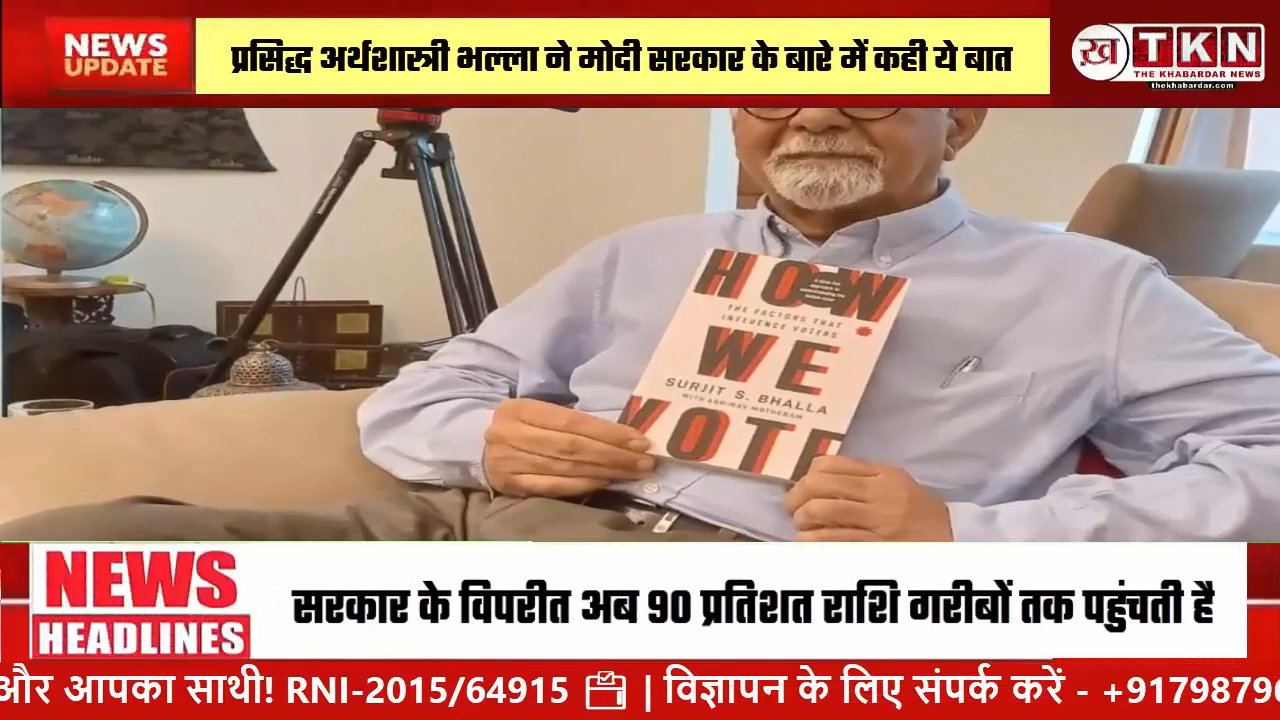 NEWS
UPDATE
प्रसिद्ध अर्थशास्त्री भल्ला ने मोदी सरकार के बारे में कही ये बात
ख़ TKN
THE KHABARDAR NEWS
thekhabardar.com
HOW
THE FACTORS THAT
INFLUENCE VOTERS
WE
SURJIT S. BHALLA
WITH ABHINAV MOTHERAM
VOTE
NEWS
HEADLINES
सरकार के विपरीत अब 90 प्रतिशत राशि गरीबों तक पहुंचती है
और आपका साथी! RNI-2015/64915 | विज्ञापन के लिए संपर्क करें - +9179879